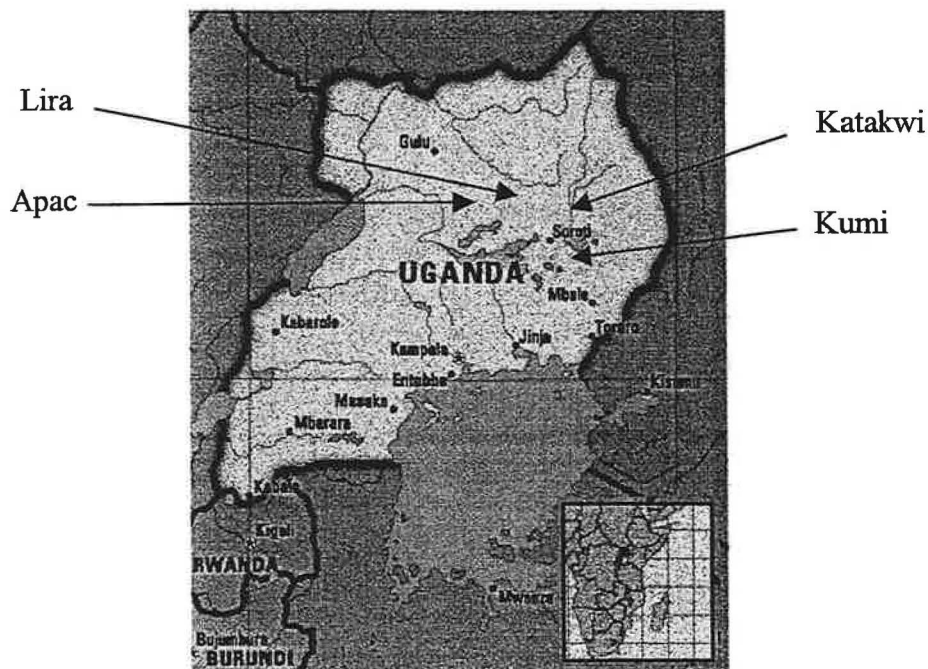 Lira
Katakwi
Gulu
Apac
Kumi
Soroti
UGANDA
Mbale
Kabarole
Tororo
Jinja
Kampala
Entebbe
Kisumu
Masaka
Mbarara
Kabale
Kigali
RWANDA
Mwanza
Bujumbura
BURUNDI